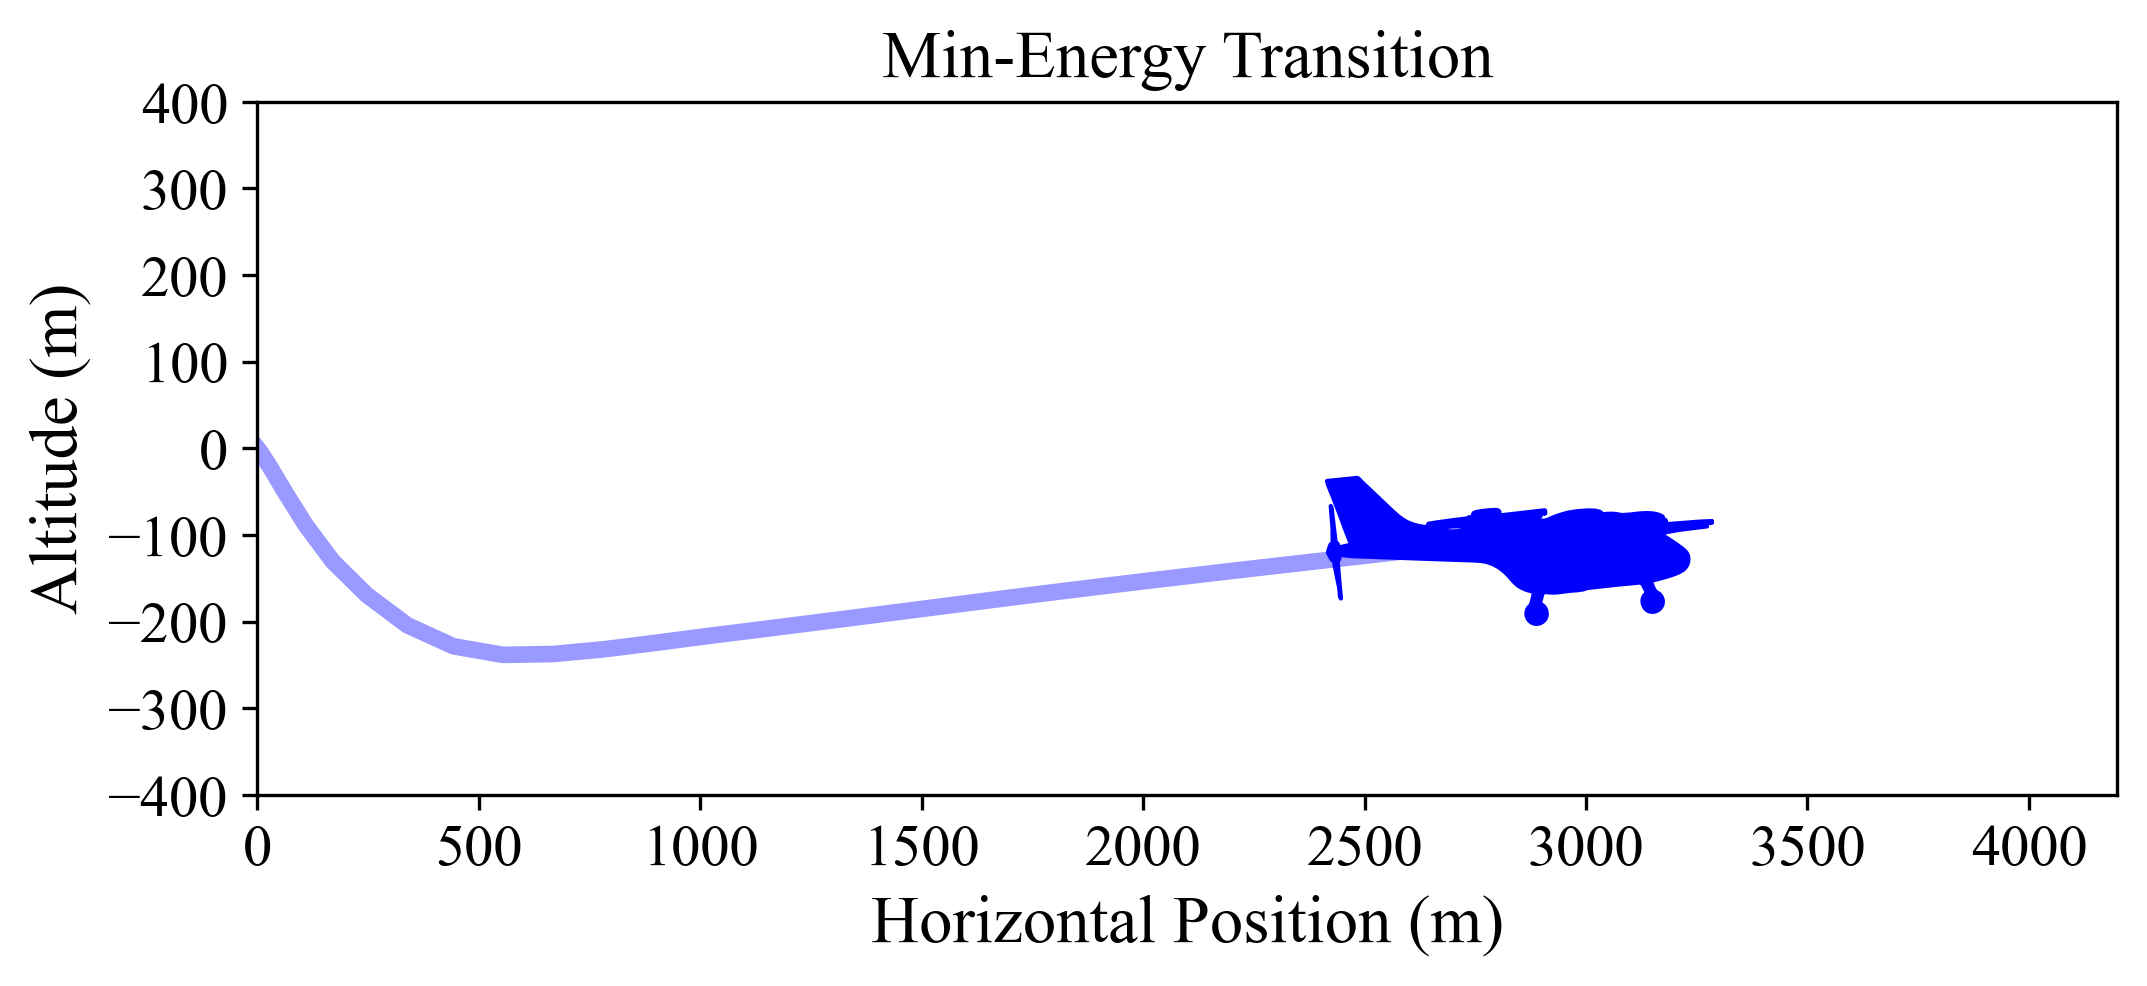 Min-Energy Transition
400
300
200
100
0
−100
−200
−300
−400
Altitude (m)
0 500 1000 1500 2000 2500 3000 3500 4000
Horizontal Position (m)